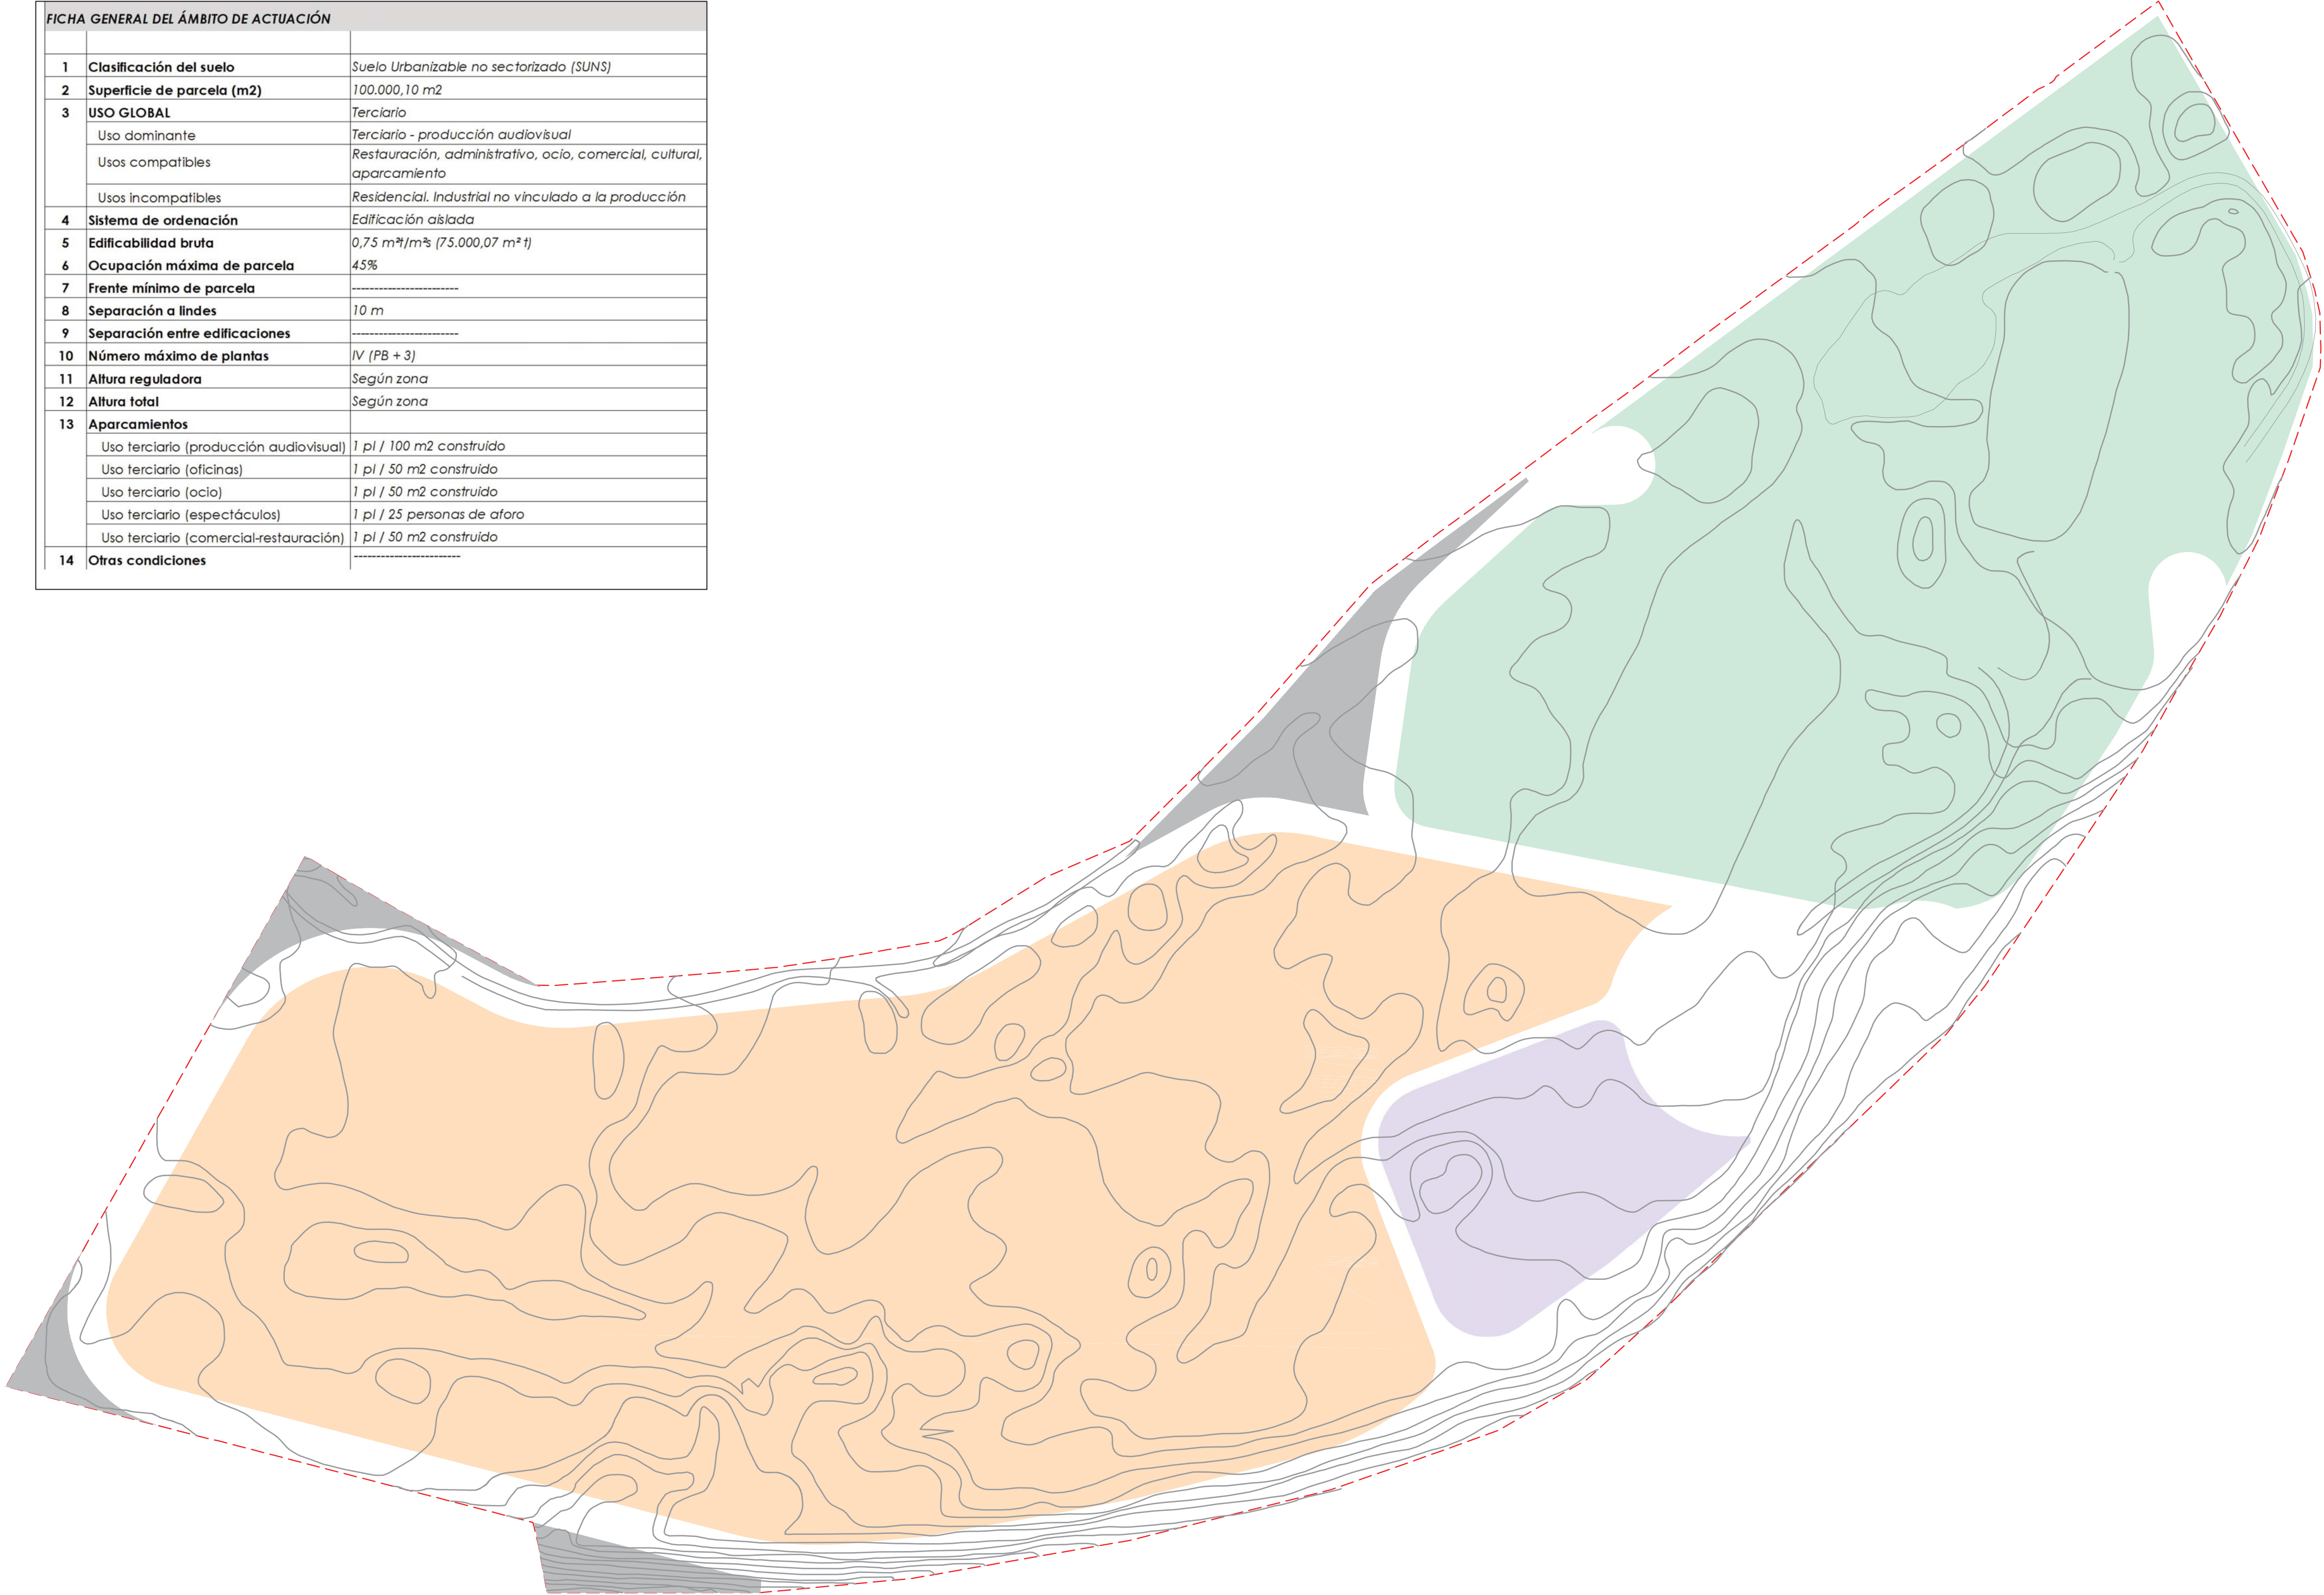 FICHA GENERAL DEL ÁMBITO DE ACTUACIÓN
1 Clasificación del suelo Suelo Urbanizable no sectorizado (SUNS)
2 Superficie de parcela (m2) 100.000,10 m2
3 USO GLOBAL Terciario
Uso dominante Terciario - producción audiovisual
Usos compatibles Restauración, administrativo, ocio, comercial, cultural,
aparcamiento
Usos incompatibles Residencial. Industrial no vinculado a la producción
4 Sistema de ordenación Edificación aislada
5 Edificabilidad bruta 0,75 m²t/m²s (75.000,07 m² t)
6 Ocupación máxima de parcela 45%
7 Frente mínimo de parcela ------------------------
8 Separación a lindes 10 m
9 Separación entre edificaciones ------------------------
10 Número máximo de plantas IV (PB + 3)
11 Altura reguladora Según zona
12 Altura total Según zona
13 Aparcamientos
Uso terciario (producción audiovisual) 1 pl / 100 m2 construido
Uso terciario (oficinas) 1 pl / 50 m2 construido
Uso terciario (ocio) 1 pl / 50 m2 construido
Uso terciario (espectáculos) 1 pl / 25 personas de aforo
Uso terciario (comercial-restauración) 1 pl / 50 m2 construido
14 Otras condiciones ------------------------